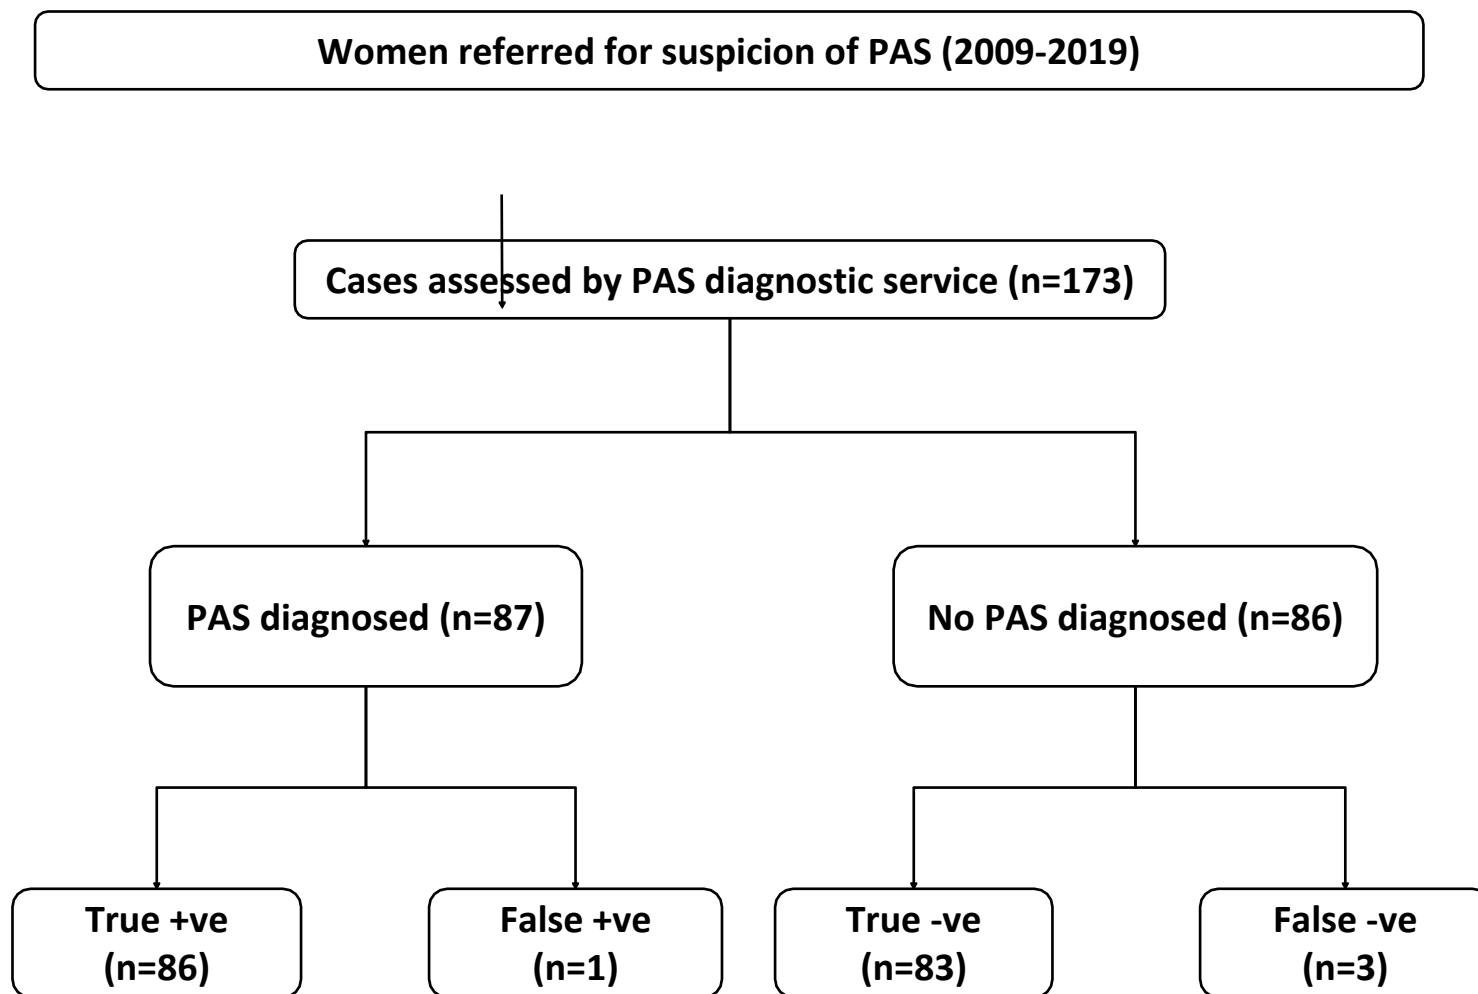 Women referred for suspicion of PAS (2009-2019)
Cases assessed by PAS diagnostic service (n=173)
PAS diagnosed (n=87)
No PAS diagnosed (n=86)
True +ve
(n=86)
False +ve
(n=1)
True -ve
(n=83)
False -ve
(n=3)